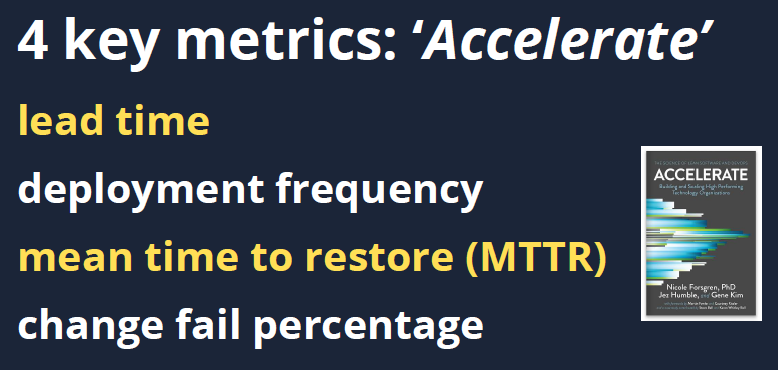 4 key metrics: ‘Accelerate’
lead time
deployment frequency
mean time to restore (MTTR)
change fail percentage
THE SCIENCE OF LEAN SOFTWARE AND DEVOPS
ACCELERATE
Building and Scaling High Performing
Technology Organizations
Nicole Forsgren, PhD
Jez Humble, and Gene Kim